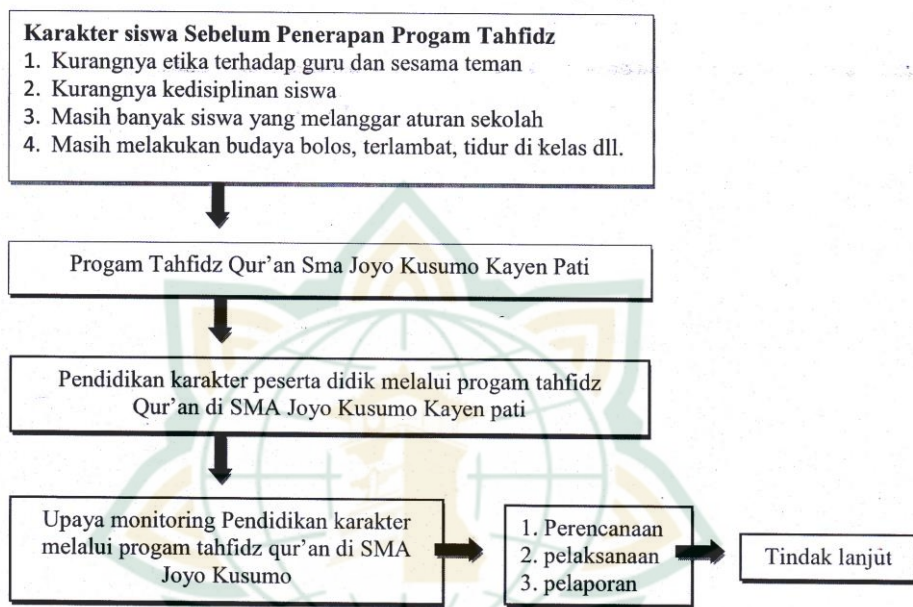 Karakter siswa Sebelum Penerapan Progam Tahfidz
1. Kurangnya etika terhadap guru dan sesama teman
2. Kurangnya kedisiplinan siswa
3. Masih banyak siswa yang melanggar aturan sekolah
4. Masih melakukan budaya bolos, terlambat, tidur di kelas dll.
Progam Tahfidz Qur'an Sma Joyo Kusumo Kayen Pati
Pendidikan karakter peserta didik melalui progam tahfidz
Qur'an di SMA Joyo Kusumo Kayen pati
Upaya monitoring Pendidikan karakter
melalui progam tahfidz qur'an di SMA
Joyo Kusumo
1. Perencanaan
2. pelaksanaan
3. pelaporan
Tindak lanjut